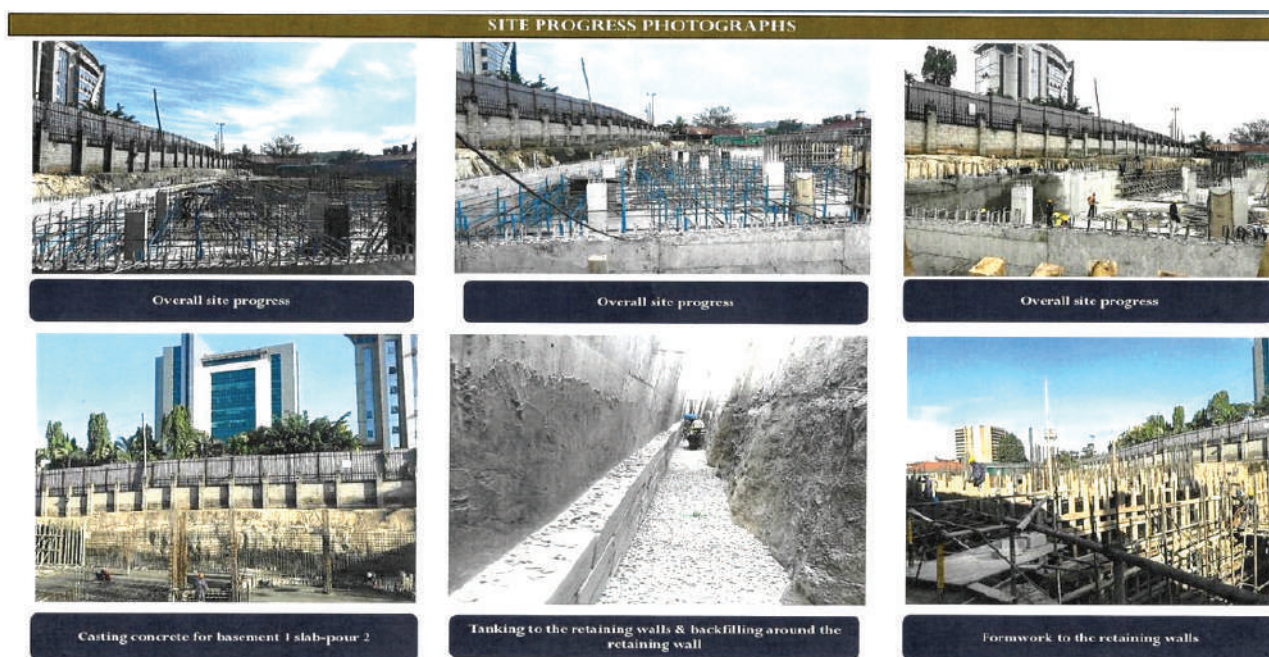 SITE PROGRESS PHOTOGRAPHS
Overall site progress
Overall site progress
Overall site progress
Casting concrete for basement 1 slab-pour 2
Tanking to the retaining walls & backfilling around the
retaining wall
Formwork to the retaining walls